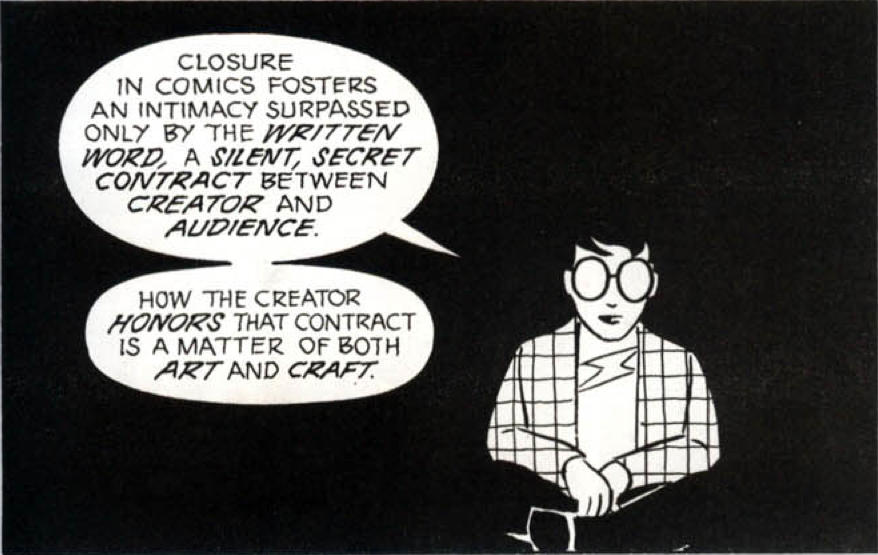 CLOSURE
IN COMICS FOSTERS
AN INTIMACY SURPASSED
ONLY BY THE WRITTEN
WORD, A SILENT, SECRET
CONTRACT BETWEEN
CREATOR AND
AUDIENCE.
HOW THE CREATOR
HONORS THAT CONTRACT
IS A MATTER OF BOTH
ART AND CRAFT.